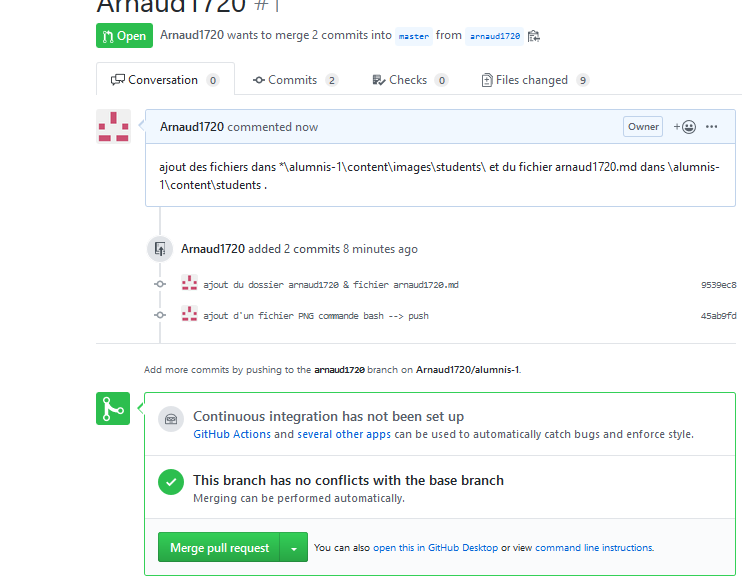 Arnaud1720 #1
Open Arnaud1720 wants to merge 2 commits into master from arnaud1720
Conversation 0 Commits 2 Checks 0 Files changed 9
Arnaud1720 commented now Owner
ajout des fichiers dans *\alumnis-1\content\images\students\ et du fichier arnaud1720.md dans \alumnis-
1\content\students .
Arnaud1720 added 2 commits 8 minutes ago
ajout du dossier arnaud1720 & fichier arnaud1720.md 9539ec8
ajout d'un fichier PNG commande bash --> push 45ab9fd
Add more commits by pushing to the arnaud1720 branch on Arnaud1720/alumnis-1.
Continuous integration has not been set up
GitHub Actions and several other apps can be used to automatically catch bugs and enforce style.
This branch has no conflicts with the base branch
Merging can be performed automatically.
Merge pull request You can also open this in GitHub Desktop or view command line instructions.